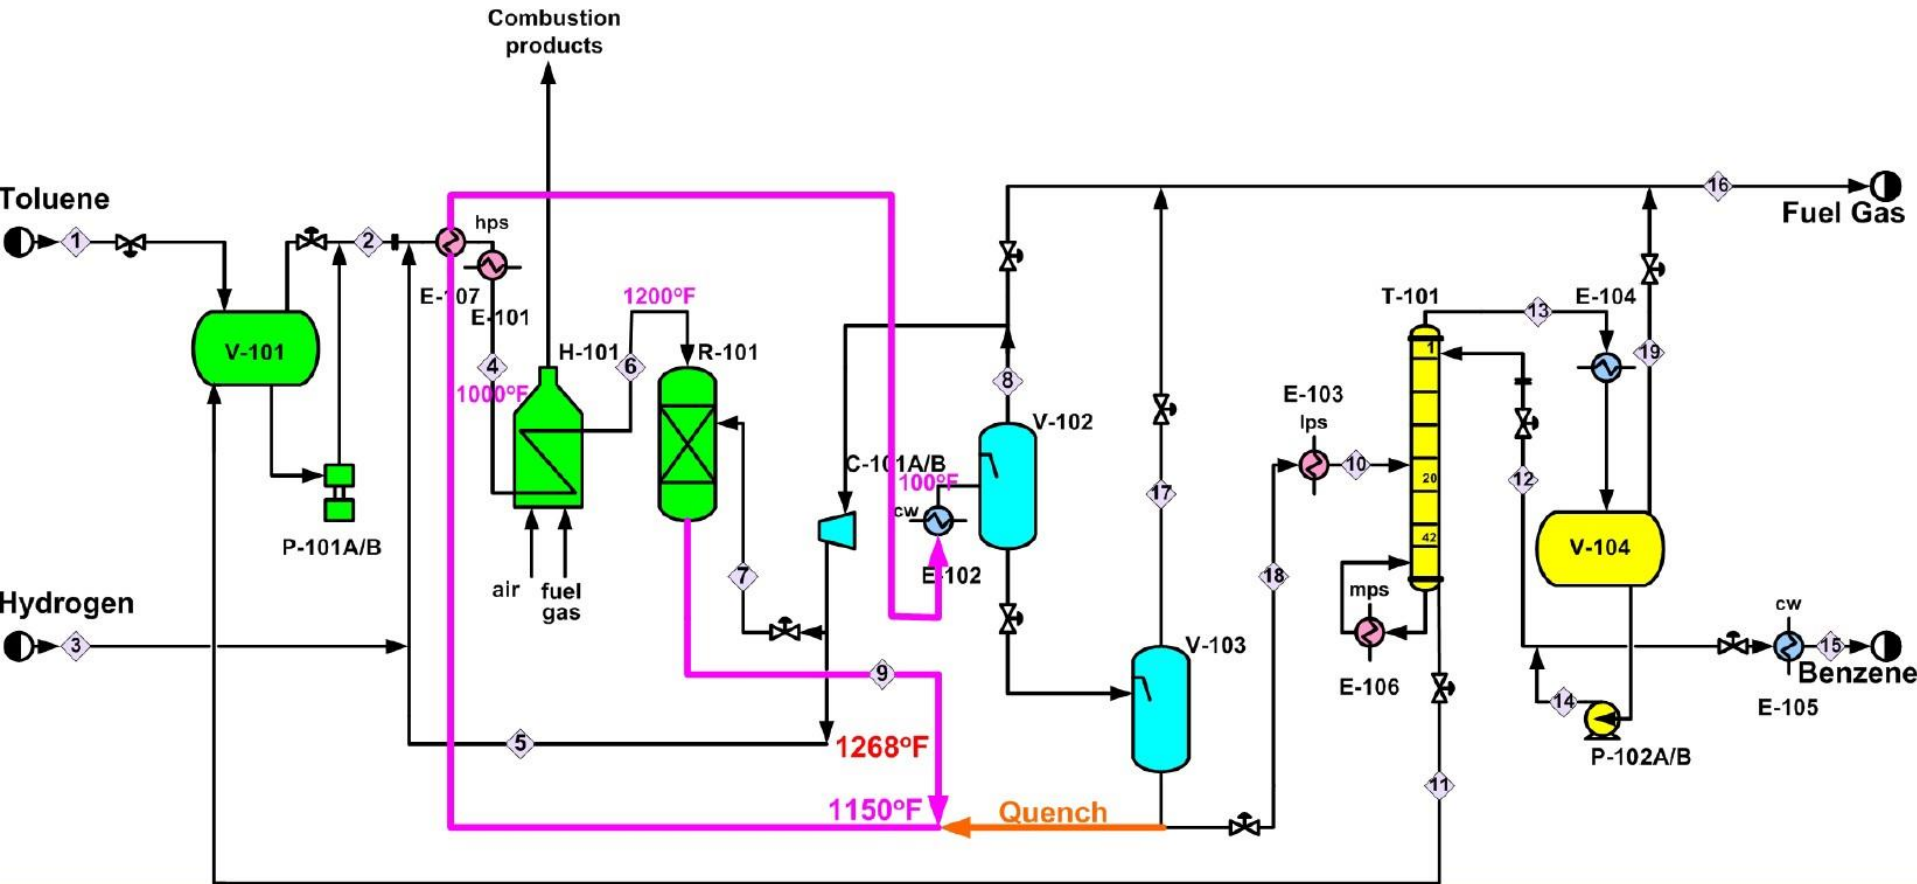 Combustion
products
Toluene
1
2
hps
E-107
E-101
1200°F
V-101
4
1000°F
H-101
6
R-101
P-101A/B
air
fuel
gas
7
Hydrogen
3
5
9
1268°F
1150°F
Quench
C-101A/B
100°F
cw
E-102
8
V-102
17
V-103
18
16
Fuel Gas
E-103
lps
10
T-101
1
20
42
13
E-104
19
12
V-104
mps
E-106
11
14
P-102A/B
cw
15
Benzene
E-105